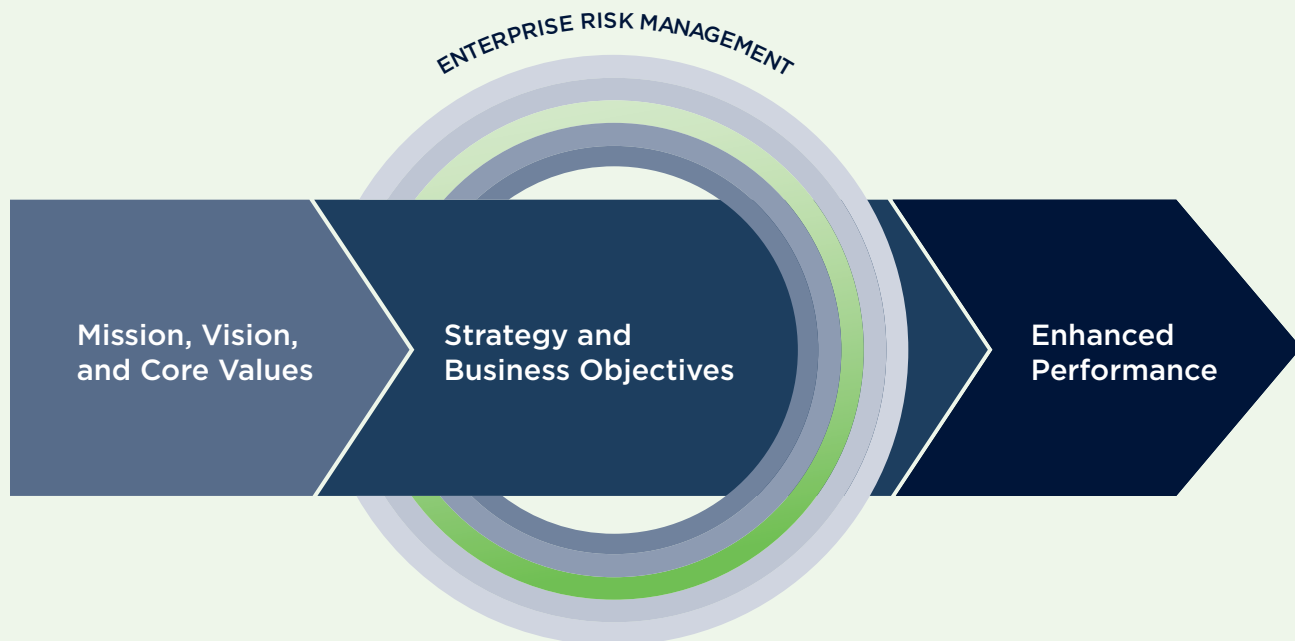 ENTERPRISE RISK MANAGEMENT
Mission, Vision,
and Core Values
Strategy and
Business Objectives
Enhanced
Performance